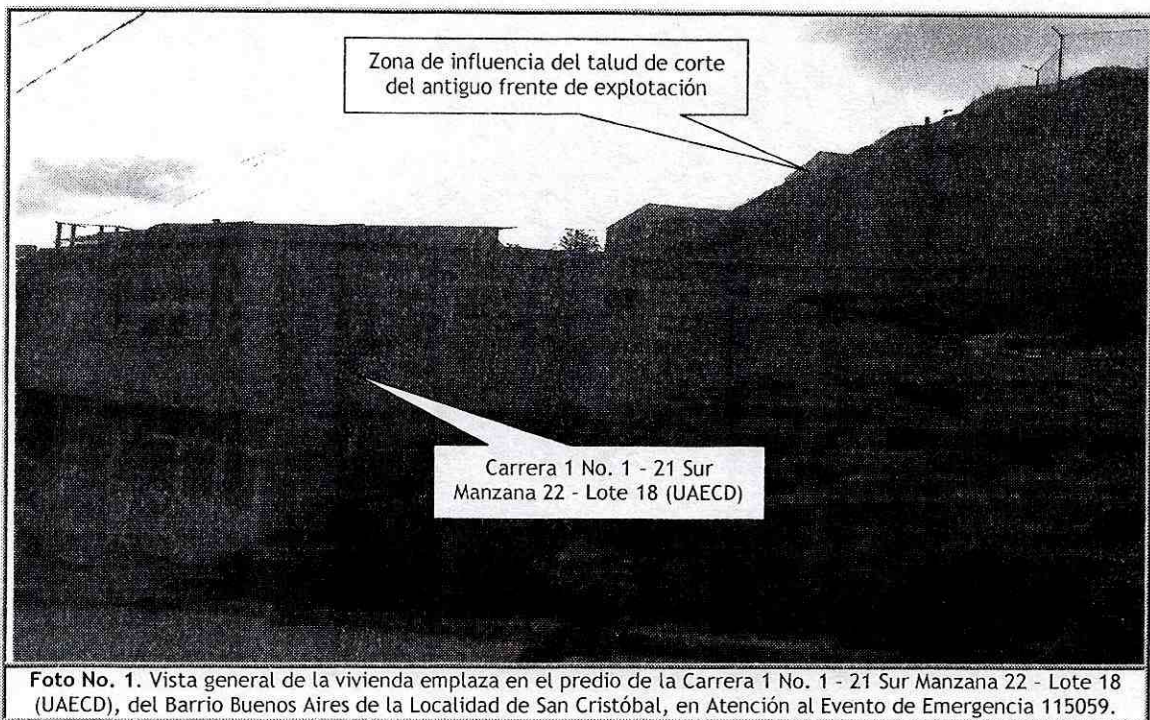 Zona de influencia del talud de corte
del antiguo frente de explotación
Carrera 1 No. 1 - 21 Sur
Manzana 22 - Lote 18 (UAECD)
Foto No. 1. Vista general de la vivienda emplaza en el predio de la Carrera 1 No. 1 - 21 Sur Manzana 22 - Lote 18
(UAECD), del Barrio Buenos Aires de la Localidad de San Cristóbal, en Atención al Evento de Emergencia 115059.